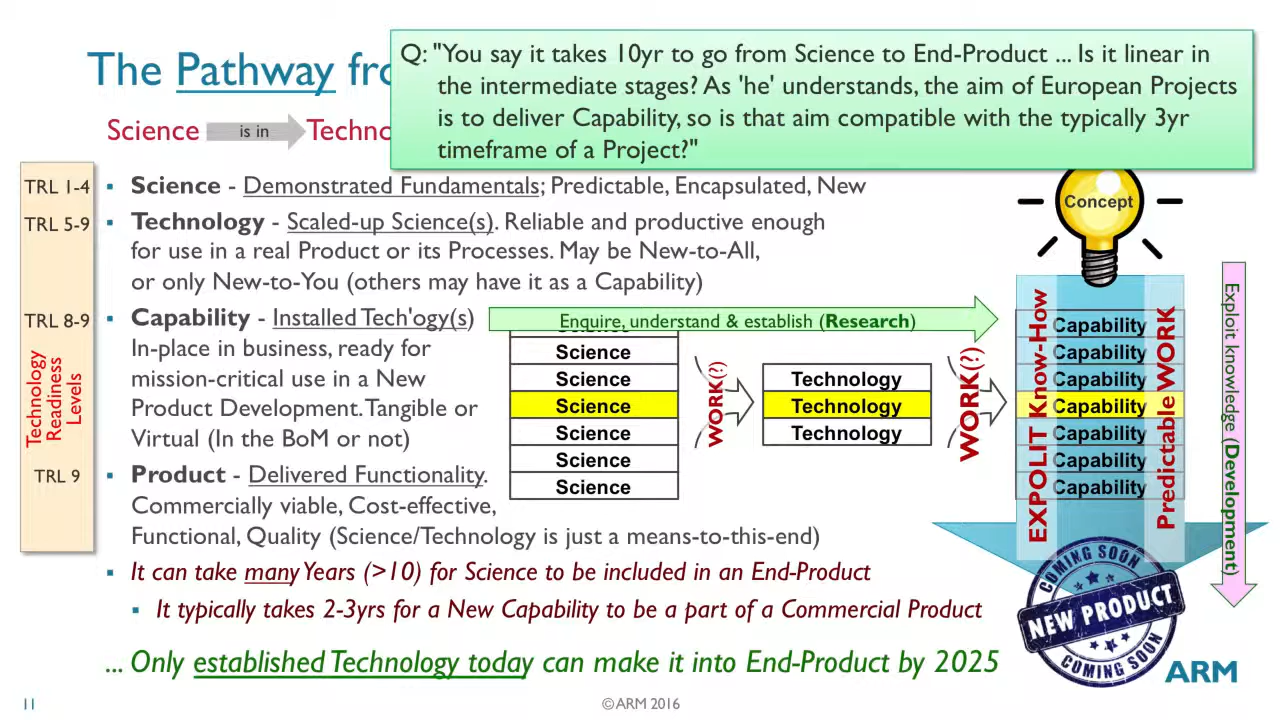 The Pathway fro
Q: "You say it takes 10yr to go from Science to End-Product ... Is it linear in
the intermediate stages? As 'he' understands, the aim of European Projects
is to deliver Capability, so is that aim compatible with the typically 3yr
timeframe of a Project?"
Science is in Techno
TRL 1-4
TRL 5-9
TRL 8-9
Technology
Readiness
Levels
TRL 9
▪ Science - Demonstrated Fundamentals; Predictable, Encapsulated, New
▪ Technology - Scaled-up Science(s). Reliable and productive enough
for use in a real Product or its Processes. May be New-to-All,
or only New-to-You (others may have it as a Capability)
▪ Capability - Installed Tech'ogy(s)
In-place in business, ready for
mission-critical use in a New
Product Development. Tangible or
Virtual (In the BoM or not)
▪ Product - Delivered Functionality.
Commercially viable, Cost-effective,
Functional, Quality (Science/Technology is just a means-to-this-end)
▪ It can take many Years (>10) for Science to be included in an End-Product
▪ It typically takes 2-3yrs for a New Capability to be a part of a Commercial Product
... Only established Technology today can make it into End-Product by 2025
Enquire, understand & establish (Research)
Science
Science
Science
Science
Science
Science
WORK(?)
Technology
Technology
Technology
WORK(?)
Concept
EXPOLIT Know-How
Capability
Capability
Capability
Capability
Capability
Capability
Capability
Predictable WORK
Exploit knowledge (Development)
COMING SOON
NEW PRODUCT
COMING SOON
ARM
11
© ARM 2016